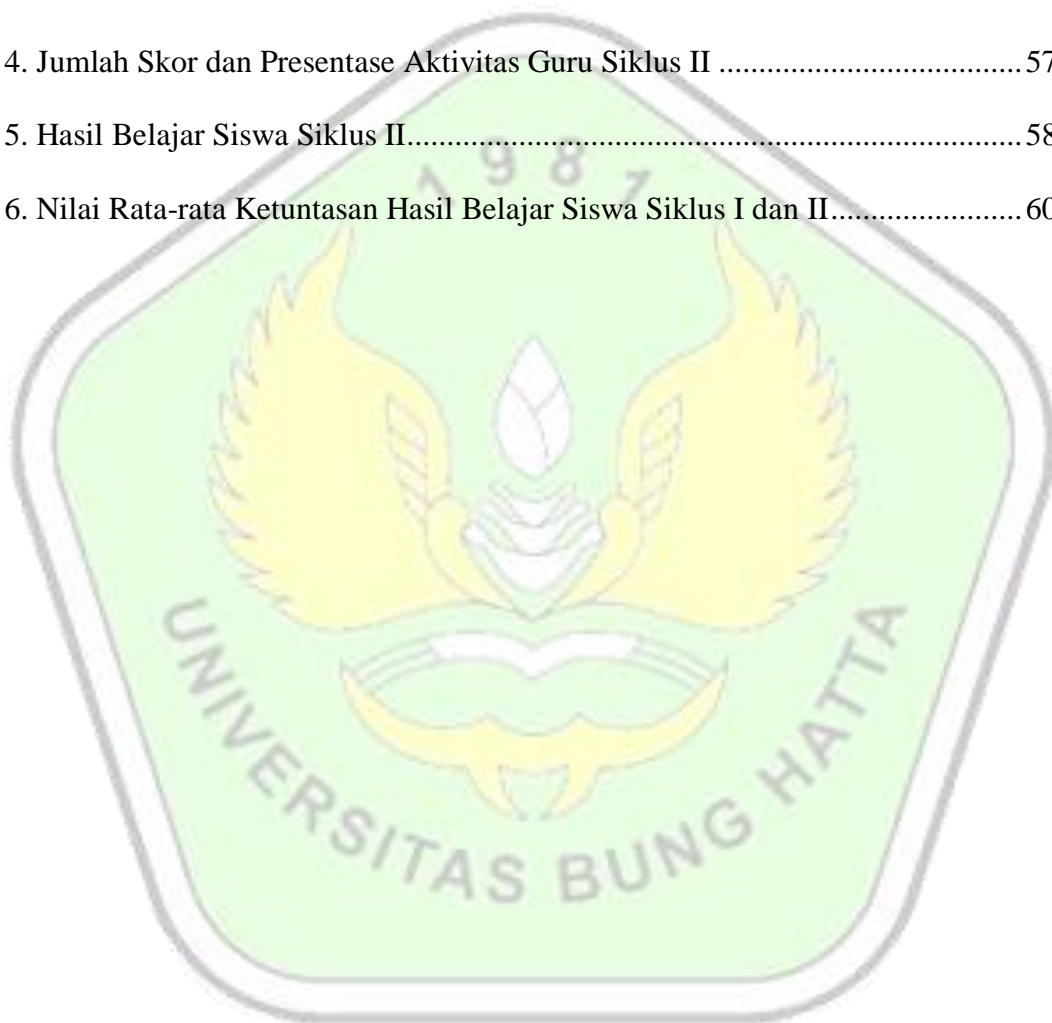 4. Jumlah Skor dan Presentase Aktivitas Guru Siklus II ................................. 57
5. Hasil Belajar Siswa Siklus II................................................................... 58
6. Nilai Rata-rata Ketuntasan Hasil Belajar Siswa Siklus I dan II..................... 60
1981
UNIVERSITAS BUNG HATTA